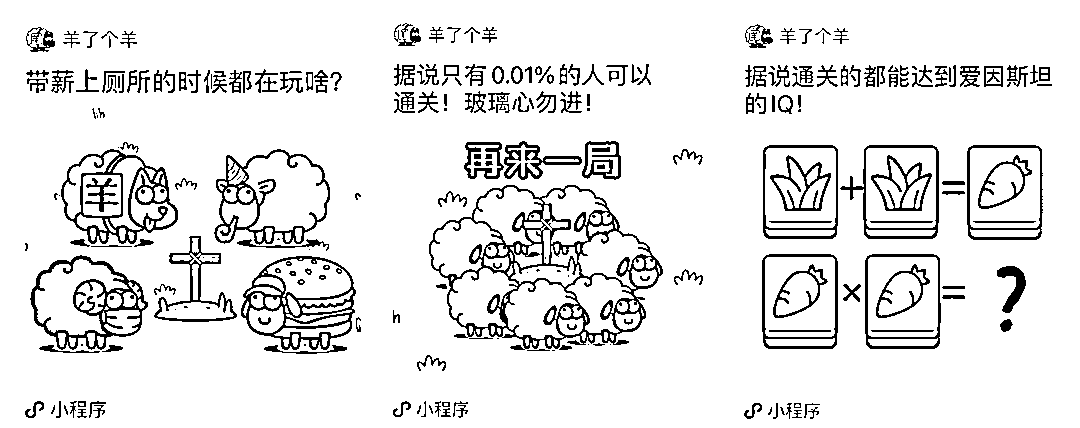 羊了个羊
带薪上厕所的时候都在玩啥？
羊
小程序
羊了个羊
据说只有0.01%的人可以
通关！玻璃心勿进！
再来一局
小程序
羊了个羊
据说通关的都能达到爱因斯坦
的IQ！
+ =
× = ?
小程序